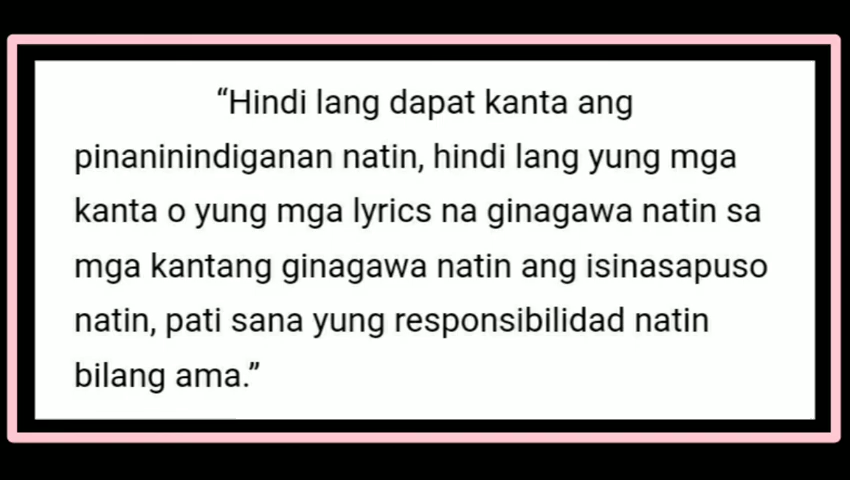 “Hindi lang dapat kanta ang
pinaninindiganan natin, hindi lang yung mga
kanta o yung mga lyrics na ginagawa natin sa
mga kantang ginagawa natin ang isinasapuso
natin, pati sana yung responsibilidad natin
bilang ama.”